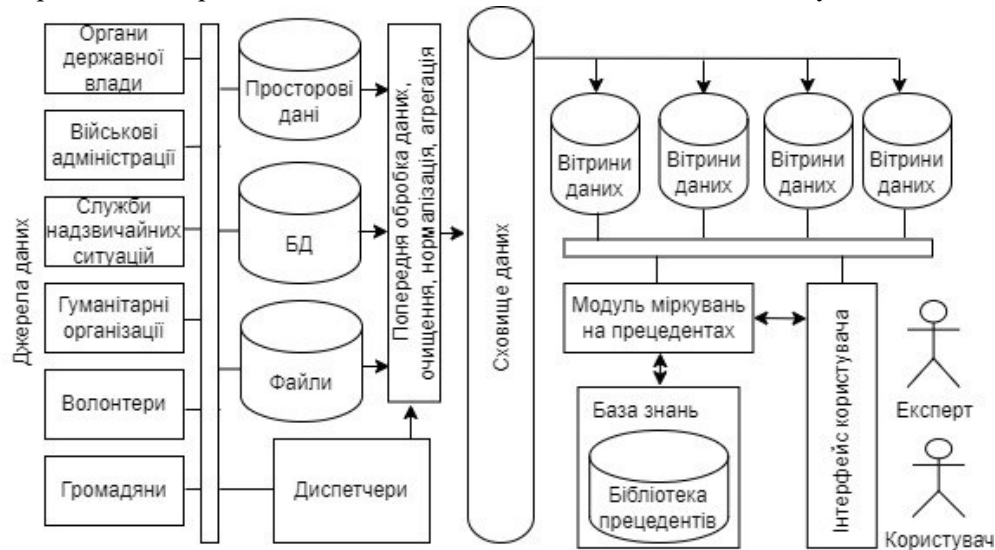 Джерела даних
Органи
державної
влади
Військові
адміністрації
Служби
надзвичайних
ситуацій
Гуманітарні
організації
Волонтери
Громадяни
Просторові
дані
БД
Файли
Диспетчери
Попередня обробка даних,
очищення, нормалізація, агрегація
Сховище даних
Вітрини
даних
Вітрини
даних
Вітрини
даних
Вітрини
даних
Модуль міркувань
на прецедентах
База знань
Бібліотека
прецедентів
Інтерфейс користувача
Експерт
Користувач